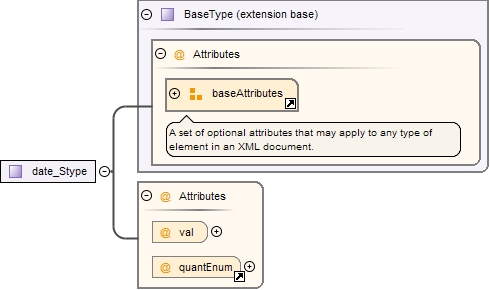 BaseType (extension base)
@ Attributes
baseAttributes
A set of optional attributes that may apply to any type of
element in an XML document.
date_Stype
@ Attributes
@ val
@ quantEnum